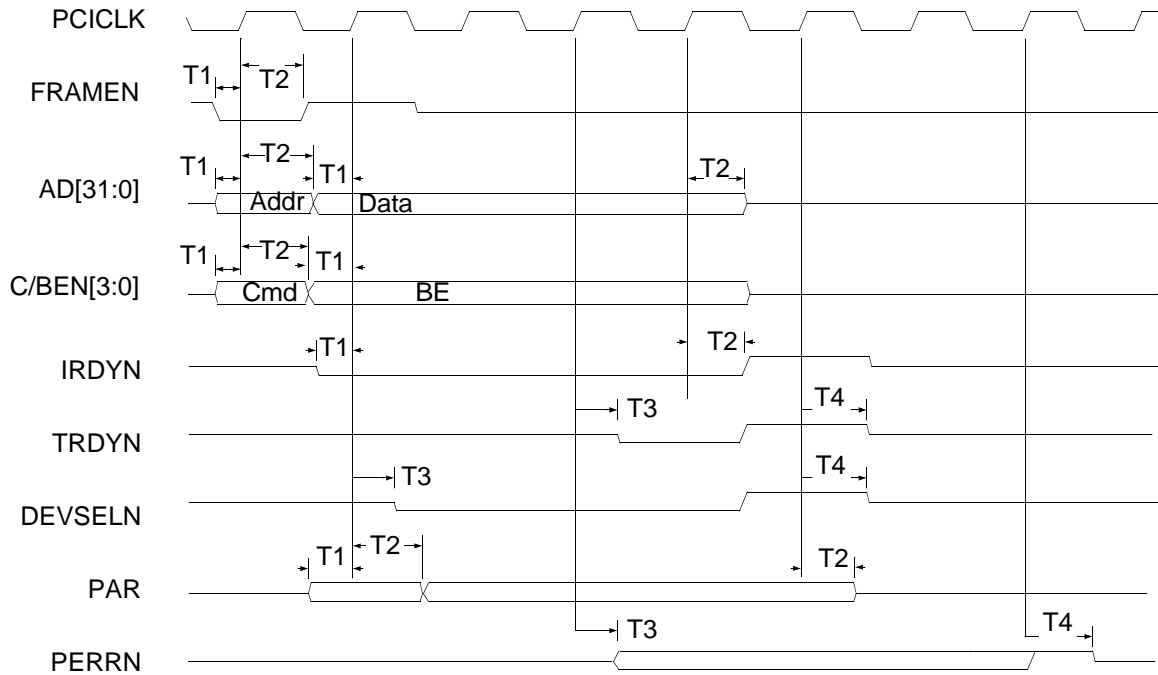 PCICLK
T1 T2
FRAMEN
T1 T2 T1 T2
AD[31:0]
Addr Data
T1 T2 T1
C/BEN[3:0]
Cmd BE
T1 T2
IRDYN
T3 T4
TRDYN
T3 T4
DEVSELN
T1 T2 T2
PAR
T3 T4
PERRN